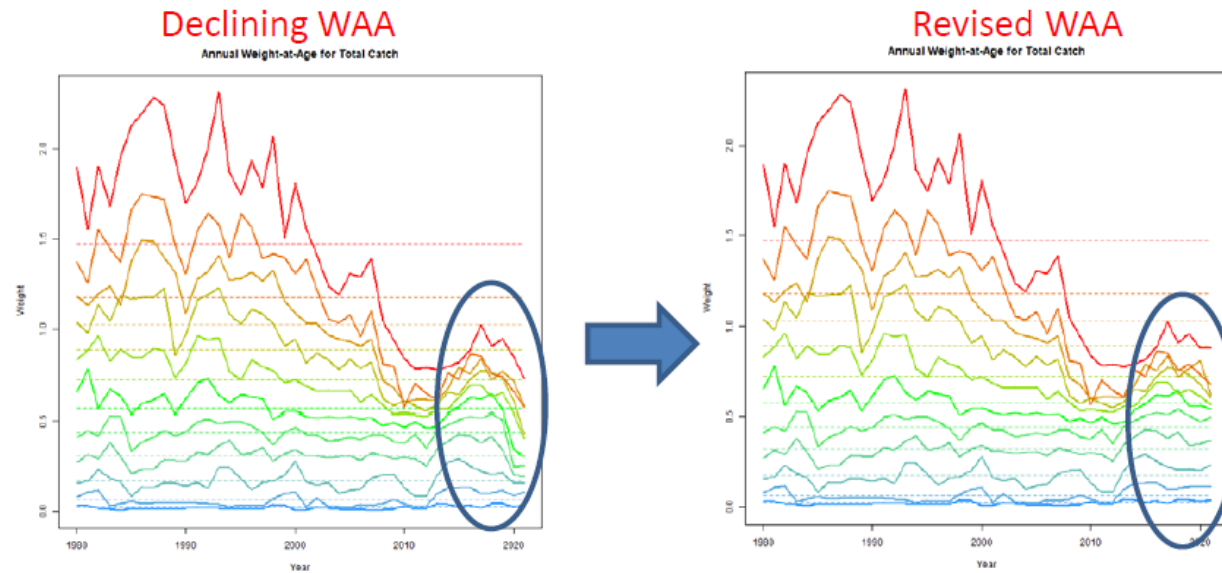 Declining WAA
Annual Weight-at-Age for Total Catch
Weight
2.0
1.5
1.0
0.5
0.0
1980
1990
2000
2010
2020
Year
Revised WAA
Annual Weight-at-Age for Total Catch
Weight
2.0
1.5
1.0
0.5
0.0
1980
1990
2000
2010
2020
Year